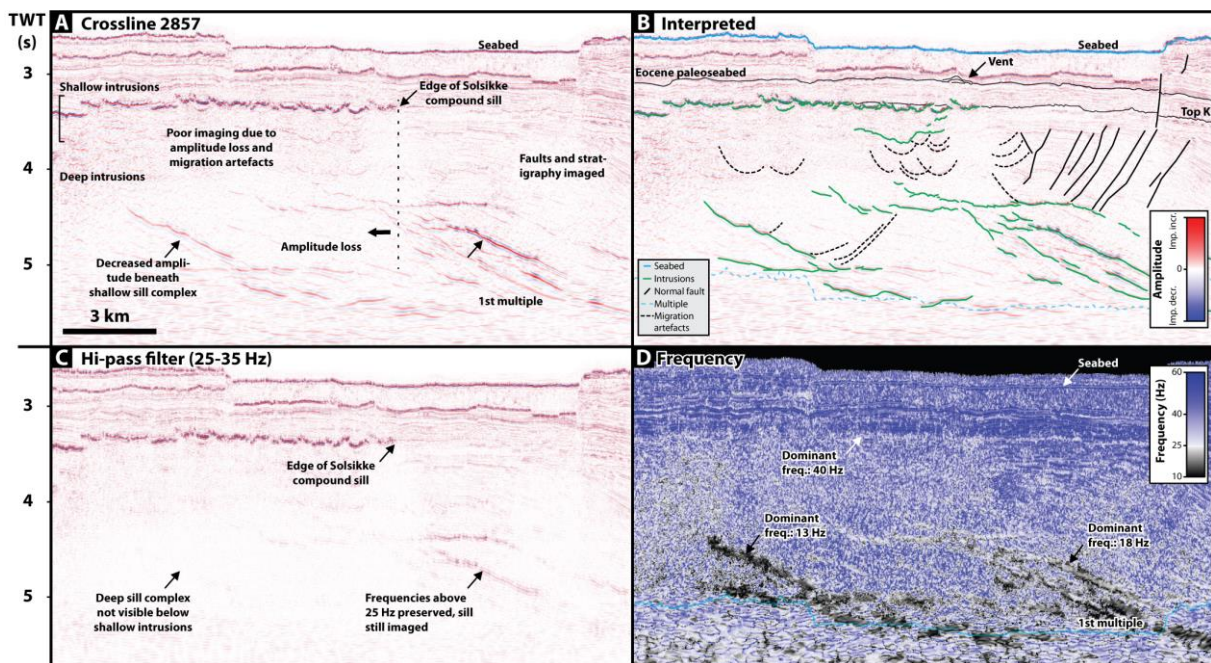 TWT
(s)
A Crossline 2857
Seabed
3
Shallow intrusions
Edge of Solsikke
compound sill
Poor imaging due to
amplitude loss and
migration artefacts
4
Deep intrusions
Faults and strat-
igraphy imaged
Amplitude loss
5
Decreased ampli-
tude beneath
shallow sill complex
1st multiple
3 km
B Interpreted
Seabed
Vent
Eocene paleoseabed
Top K
Seabed
Intrusions
Normal fault
Multiple
Migration
artefacts
Amplitude
Imp. incr.
0
Imp. decr.
C Hi-pass filter (25-35 Hz)
3
Edge of Solsikke
compound sill
4
5
Deep sill complex
not visible below
shallow intrusions
Frequencies above
25 Hz preserved, sill
still imaged
D Frequency
Seabed
Frequency (Hz)
60
40
25
10
Dominant
freq.: 40 Hz
Dominant
freq.: 13 Hz
Dominant
freq.: 18 Hz
1st multiple